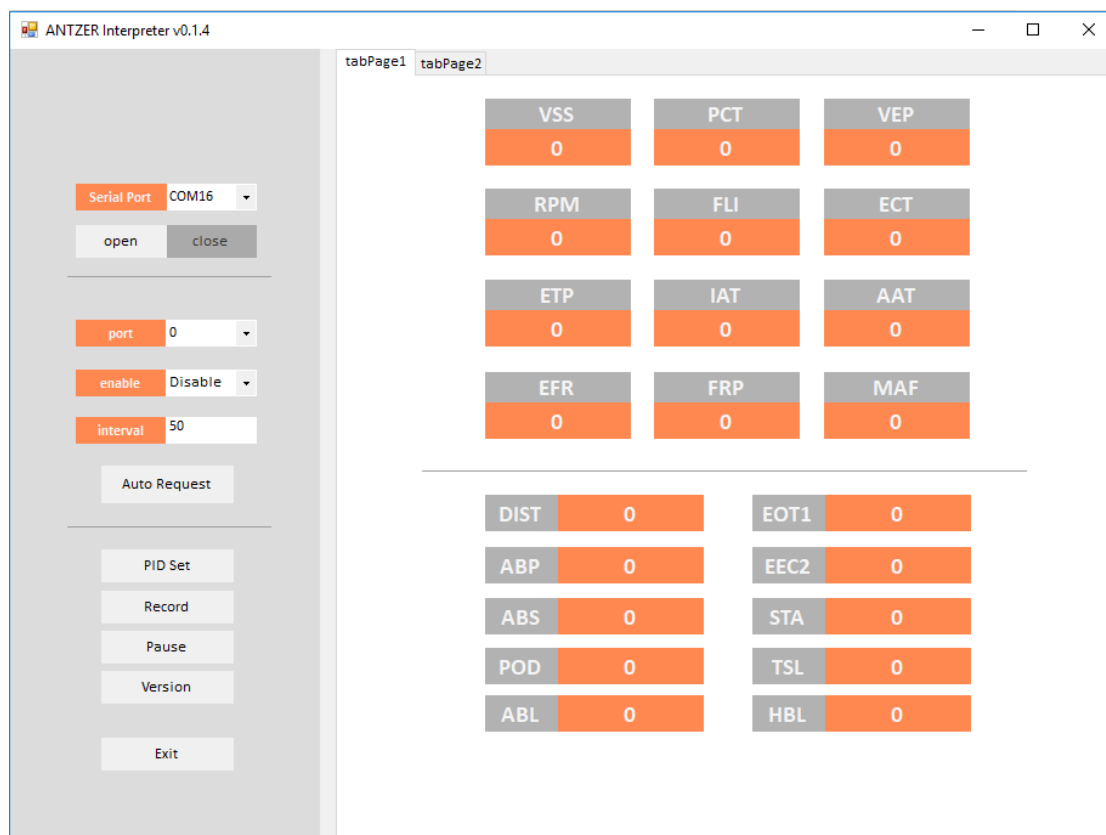 ANTZER Interpreter v0.1.4
tabPage1 tabPage2
Serial Port COM16
open close
port 0
enable Disable
interval 50
Auto Request
PID Set
Record
Pause
Version
Exit
VSS PCT VEP
0 0 0
RPM FLI ECT
0 0 0
ETP IAT AAT
0 0 0
EFR FRP MAF
0 0 0
DIST 0 EOT1 0
ABP 0 EEC2 0
ABS 0 STA 0
POD 0 TSL 0
ABL 0 HBL 0